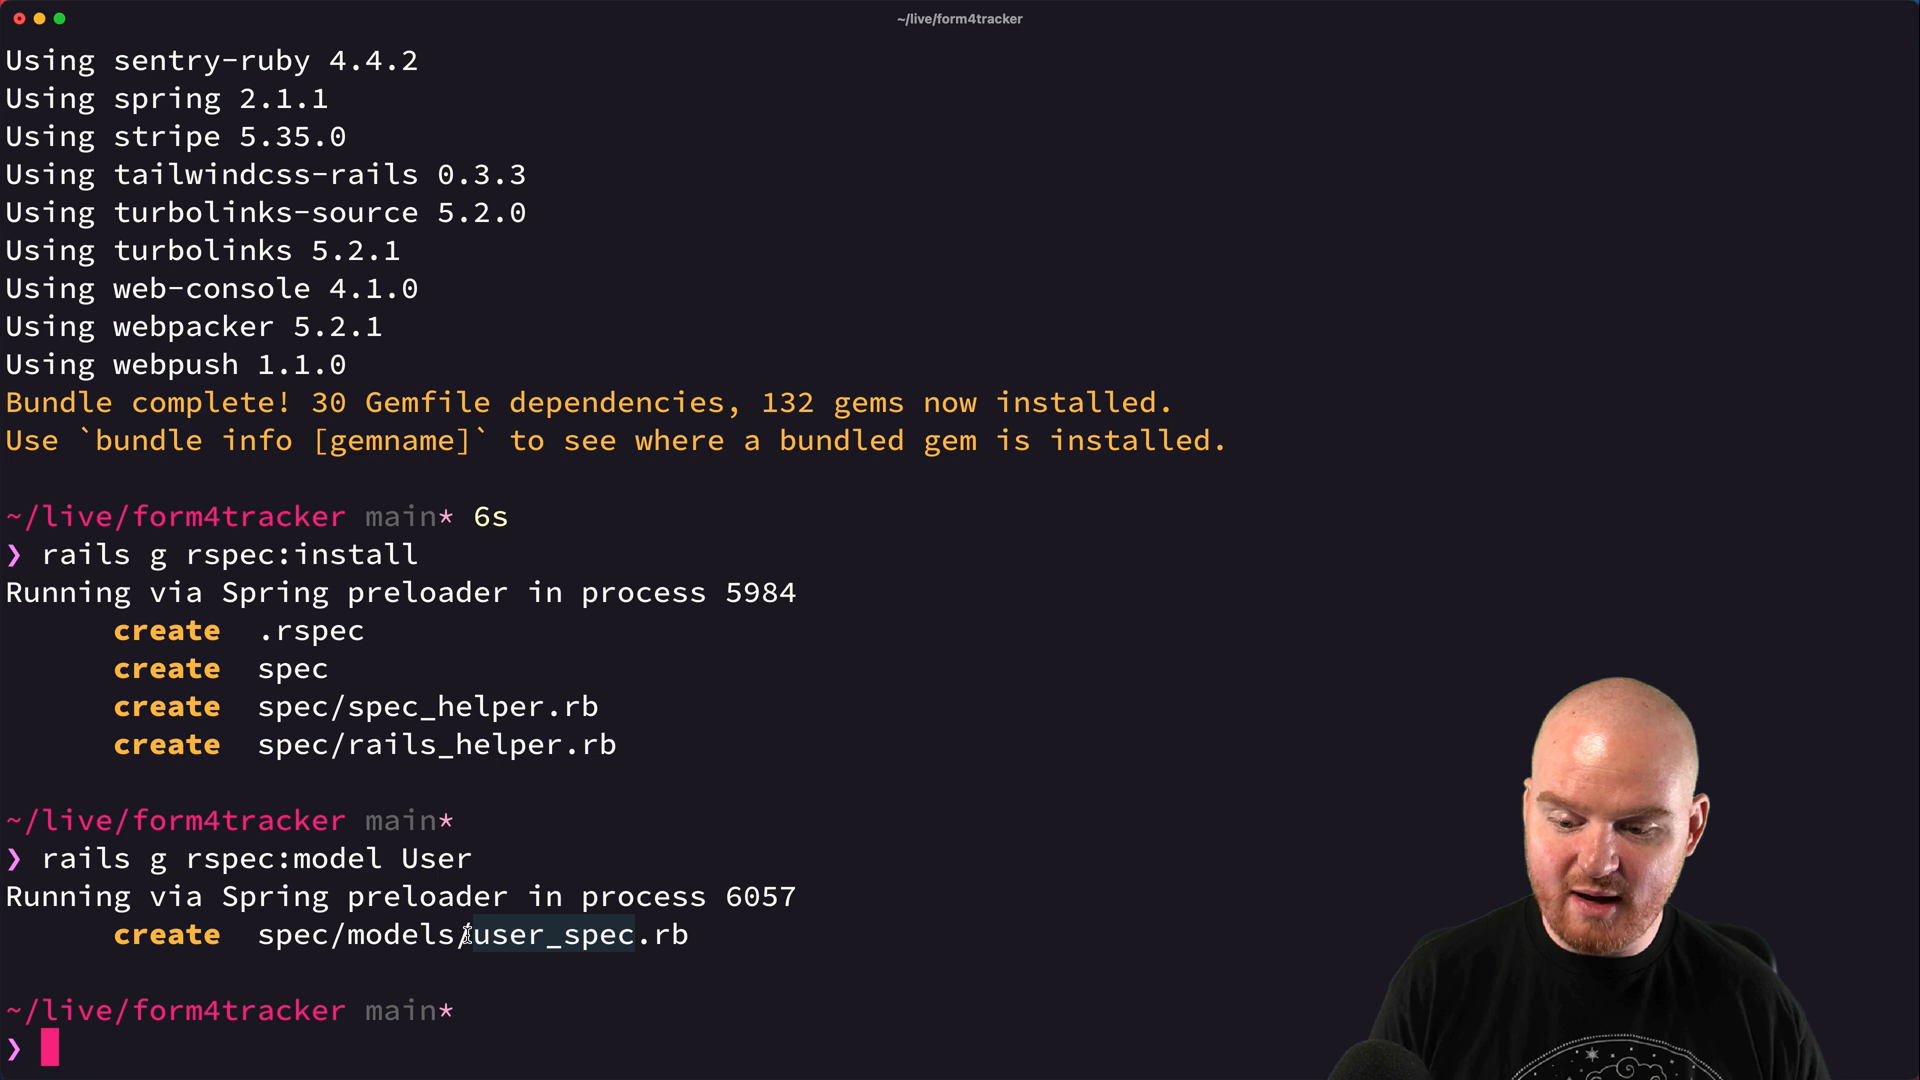 ~/live/form4tracker
Using sentry-ruby 4.4.2
Using spring 2.1.1
Using stripe 5.35.0
Using tailwindcss-rails 0.3.3
Using turbolinks-source 5.2.0
Using turbolinks 5.2.1
Using web-console 4.1.0
Using webpacker 5.2.1
Using webpush 1.1.0
Bundle complete! 30 Gemfile dependencies, 132 gems now installed.
Use `bundle info [gemname]` to see where a bundled gem is installed.
~/live/form4tracker main* 6s
❯ rails g rspec:install
Running via Spring preloader in process 5984
create .rspec
create spec
create spec/spec_helper.rb
create spec/rails_helper.rb
~/live/form4tracker main*
❯ rails g rspec:model User
Running via Spring preloader in process 6057
create spec/models/user_spec.rb
~/live/form4tracker main*
❯